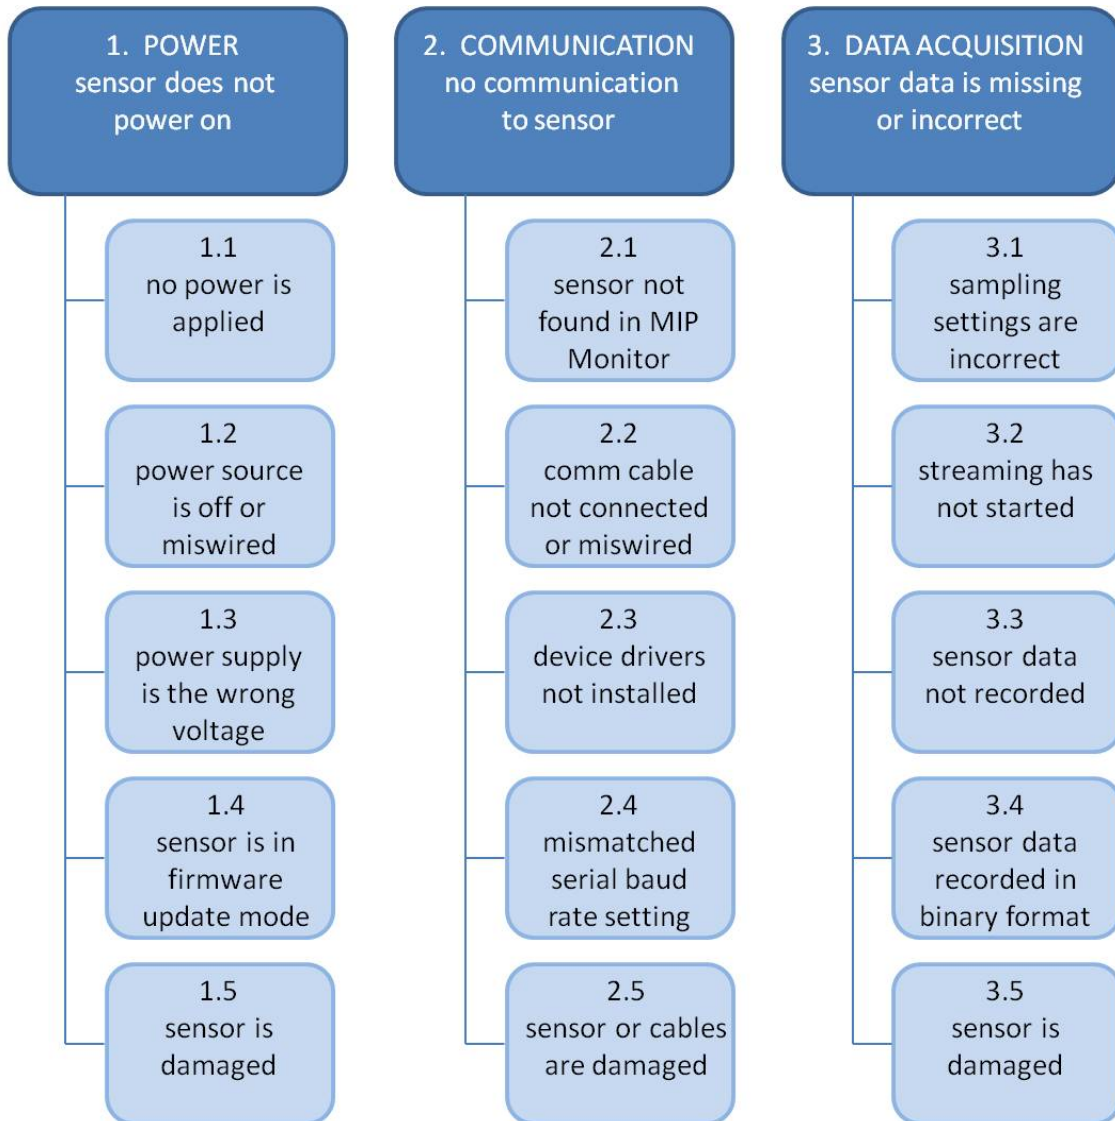 1. POWER
sensor does not
power on
1.1
no power is
applied
1.2
power source
is off or
miswired
1.3
power supply
is the wrong
voltage
1.4
sensor is in
firmware
update mode
1.5
sensor is
damaged
2. COMMUNICATION
no communication
to sensor
2.1
sensor not
found in MIP
Monitor
2.2
comm cable
not connected
or miswired
2.3
device drivers
not installed
2.4
mismatched
serial baud
rate setting
2.5
sensor or cables
are damaged
3. DATA ACQUISITION
sensor data is missing
or incorrect
3.1
sampling
settings are
incorrect
3.2
streaming has
not started
3.3
sensor data
not recorded
3.4
sensor data
recorded in
binary format
3.5
sensor is
damaged